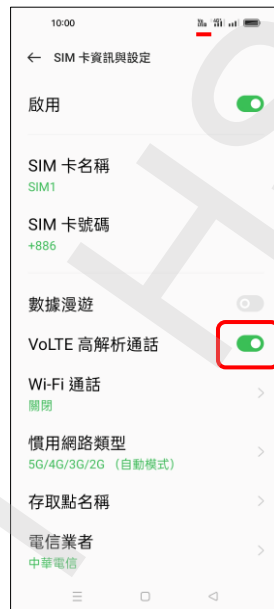 10:00
← SIM 卡資訊與設定
啟用
SIM 卡名稱
SIM1
SIM 卡號碼
+886
數據漫遊
VoLTE 高解析通話
Wi-Fi 通話
關閉
慣用網路類型
5G/4G/3G/2G （自動模式）
存取點名稱
電信業者
中華電信